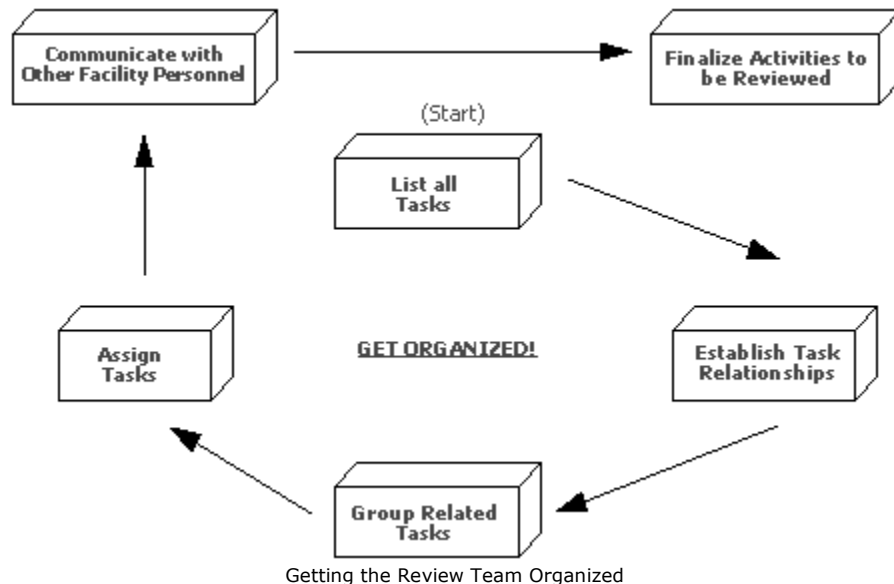 Communicate with
Other Facility Personnel
Finalize Activities to
be Reviewed
(Start)
List all
Tasks
Assign
Tasks
GET ORGANIZED!
Establish Task
Relationships
Group Related
Tasks
Getting the Review Team Organized